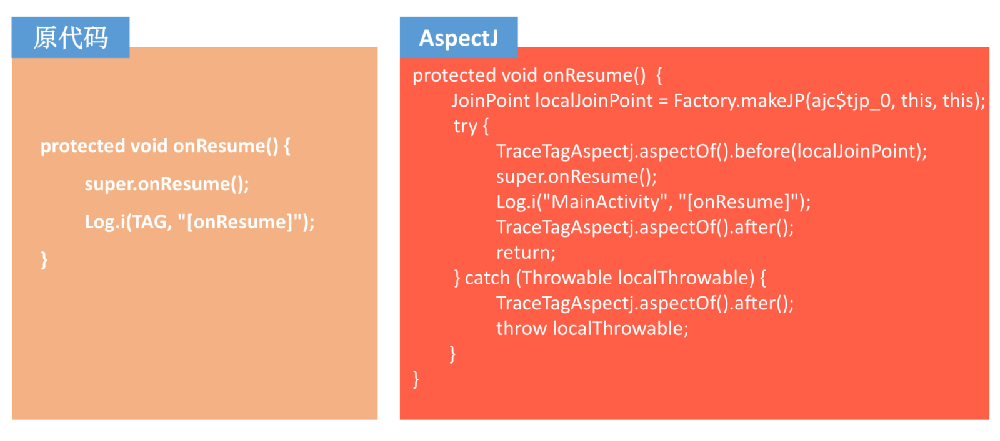 原代码
protected void onResume() {
super.onResume();
Log.i(TAG, "[onResume]");
}
AspectJ
protected void onResume()  {
JoinPoint localJoinPoint = Factory.makeJP(ajc$tjp_0, this, this);
try {
TraceTagAspectj.aspectOf().before(localJoinPoint);
super.onResume();
Log.i("MainActivity", "[onResume]");
TraceTagAspectj.aspectOf().after();
return;
} catch (Throwable localThrowable) {
TraceTagAspectj.aspectOf().after();
throw localThrowable;
}
}